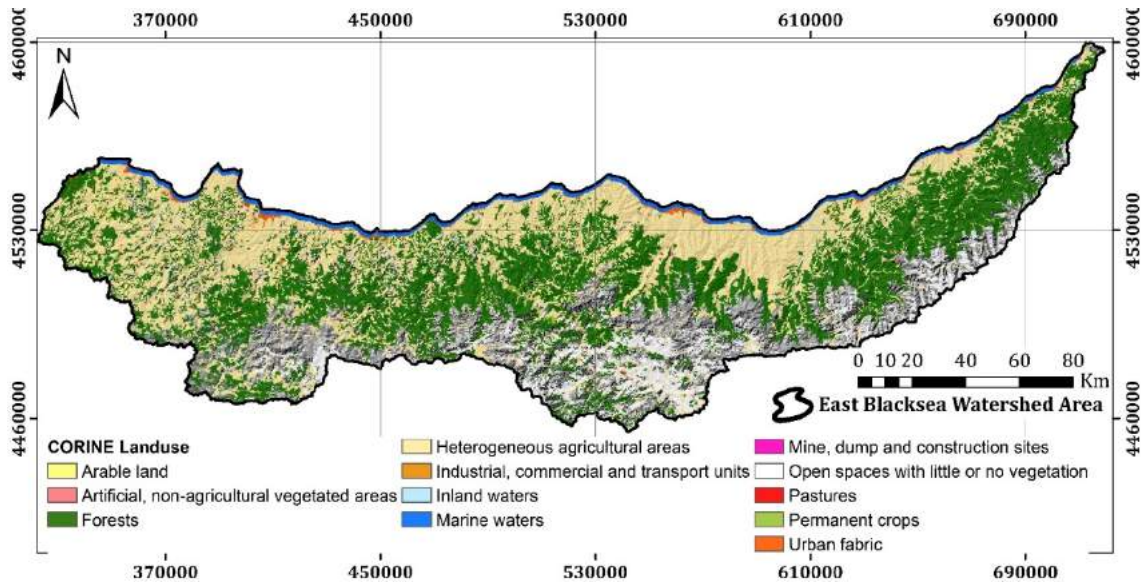 370000 450000 530000 610000 690000
4600000 4600000
N
4530000 4530000
0 10 20 40 60 80
Km
East Blacksea Watershed Area
4460000 4460000
CORINE Landuse
Arable land
Artificial, non-agricultural vegetated areas
Forests
Heterogeneous agricultural areas
Industrial, commercial and transport units
Inland waters
Marine waters
Mine, dump and construction sites
Open spaces with little or no vegetation
Pastures
Permanent crops
Urban fabric
370000 450000 530000 610000 690000